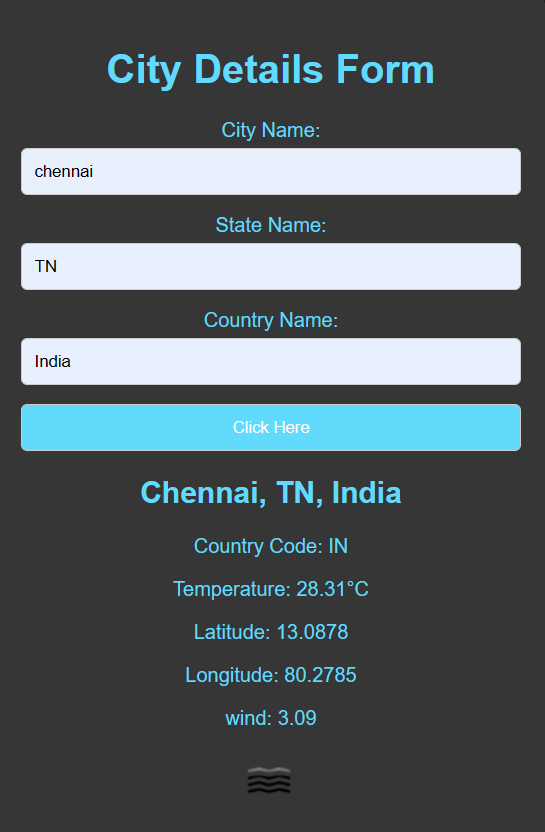 City Details Form
City Name:
chennai
State Name:
TN
Country Name:
India
Click Here
Chennai, TN, India
Country Code: IN
Temperature: 28.31°C
Latitude: 13.0878
Longitude: 80.2785
wind: 3.09